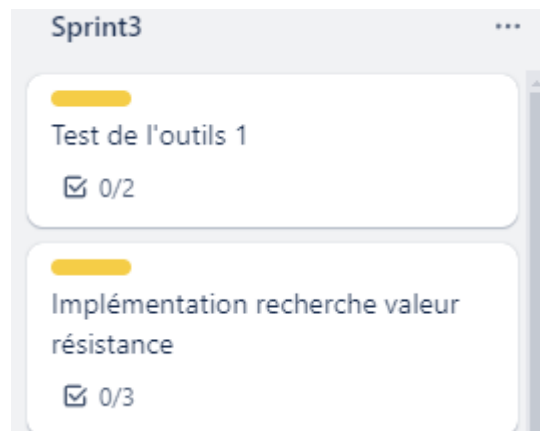 Sprint3
Test de l'outils 1
0/2
Implémentation recherche valeur
résistance
0/3